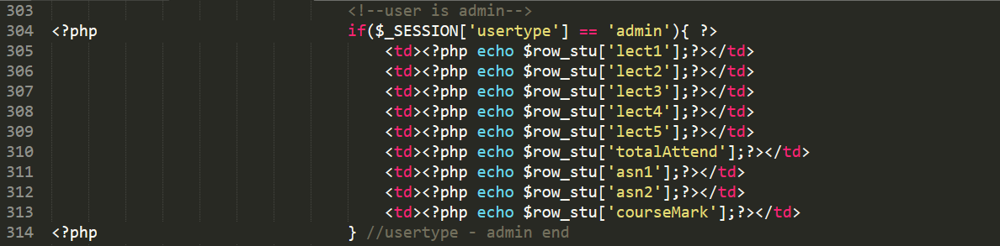 303 <!--user is admin-->
304 <?php if($_SESSION['usertype'] == 'admin'){ ?>
305 <td><?php echo $row_stu['lect1'];?></td>
306 <td><?php echo $row_stu['lect2'];?></td>
307 <td><?php echo $row_stu['lect3'];?></td>
308 <td><?php echo $row_stu['lect4'];?></td>
309 <td><?php echo $row_stu['lect5'];?></td>
310 <td><?php echo $row_stu['totalAttend'];?></td>
311 <td><?php echo $row_stu['asn1'];?></td>
312 <td><?php echo $row_stu['asn2'];?></td>
313 <td><?php echo $row_stu['courseMark'];?></td>
314 <?php } //usertype - admin end